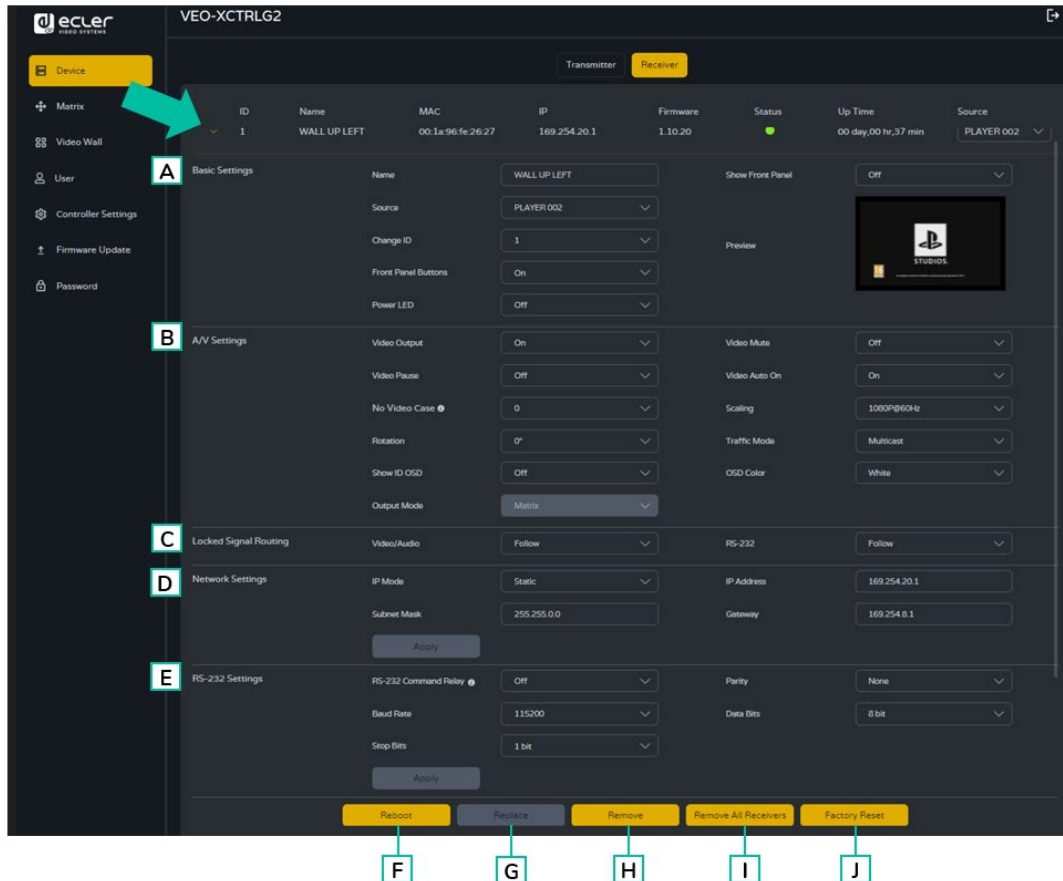 ecler
VIDEO SYSTEMS
VEO-XCTRLG2
Device
Matrix
Video Wall
User
Controller Settings
Firmware Update
Password
Transmitter Receiver
ID Name MAC IP Firmware Status Up Time Source
1 WALL UP LEFT 00:1a:96:fe:26:27 169.254.20.1 1.10.20 00 day,00 hr,37 min PLAYER 002
A Basic Settings Name WALL UP LEFT Show Front Panel Off
Source PLAYER 002
Change ID 1 Preview
STUDIOS.
18
Front Panel Buttons On
Power LED Off
B A/V Settings Video Output On Video Mute Off
Video Pause Off Video Auto On On
No Video Case 0 Scaling 1080P@60Hz
Rotation 0° Traffic Mode Multicast
Show ID OSD Off OSD Color White
Output Mode Matrix
C Locked Signal Routing Video/Audio Follow RS-232 Follow
D Network Settings IP Mode Static IP Address 169.254.20.1
Subnet Mask 255.255.0.0 Gateway 169.254.8.1
Apply
E RS-232 Settings RS-232 Command Relay Off Parity None
Baud Rate 115200 Data Bits 8 bit
Stop Bits 1 bit
Apply
Reboot Replace Remove Remove All Receivers Factory Reset
F G H I J